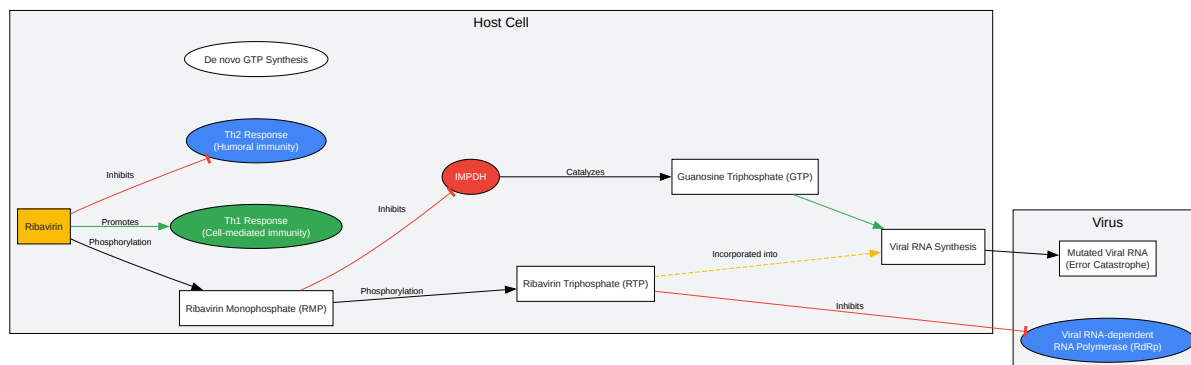 Host Cell
De novo GTP Synthesis
Th2 Response
(Humoral immunity)
Inhibits
IMPDH
Catalyzes
Guanosine Triphosphate (GTP)
Ribavirin
Promotes
Th1 Response
(Cell-mediated immunity)
Inhibits
Phosphorylation
Viral RNA Synthesis
Incorporated into
Ribavirin Triphosphate (RTP)
Phosphorylation
Ribavirin Monophosphate (RMP)
Inhibits
Virus
Mutated Viral RNA
(Error Catastrophe)
Viral RNA-dependent
RNA Polymerase (RdRp)